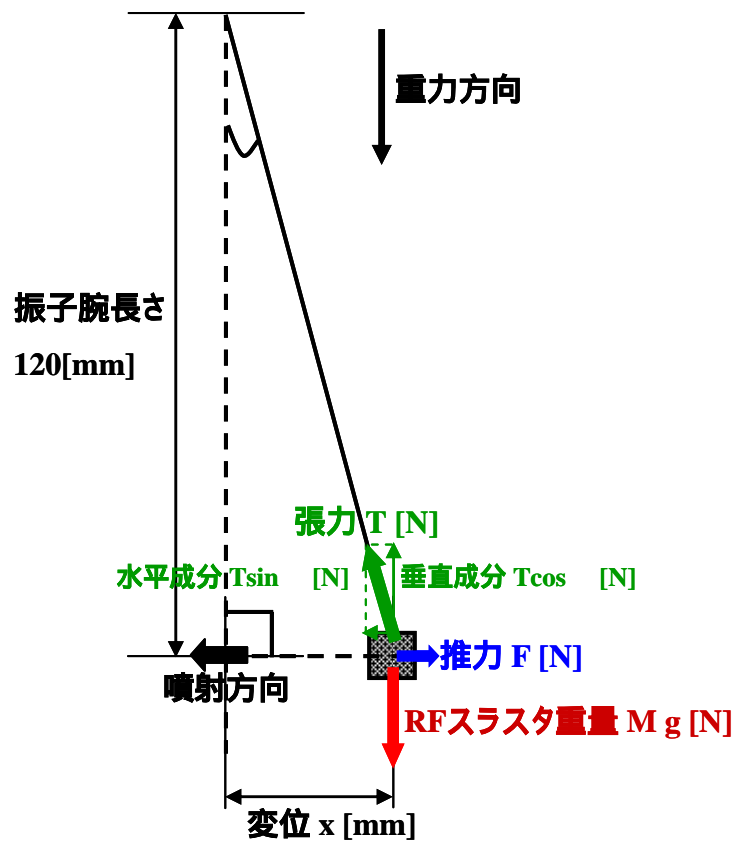 重力方向
振子腕長さ
120[mm]
張力 T [N]
水平成分 Tsin [N]
垂直成分 Tcos [N]
推力 F [N]
噴射方向
RFスラスタ重量 M g [N]
変位 x [mm]